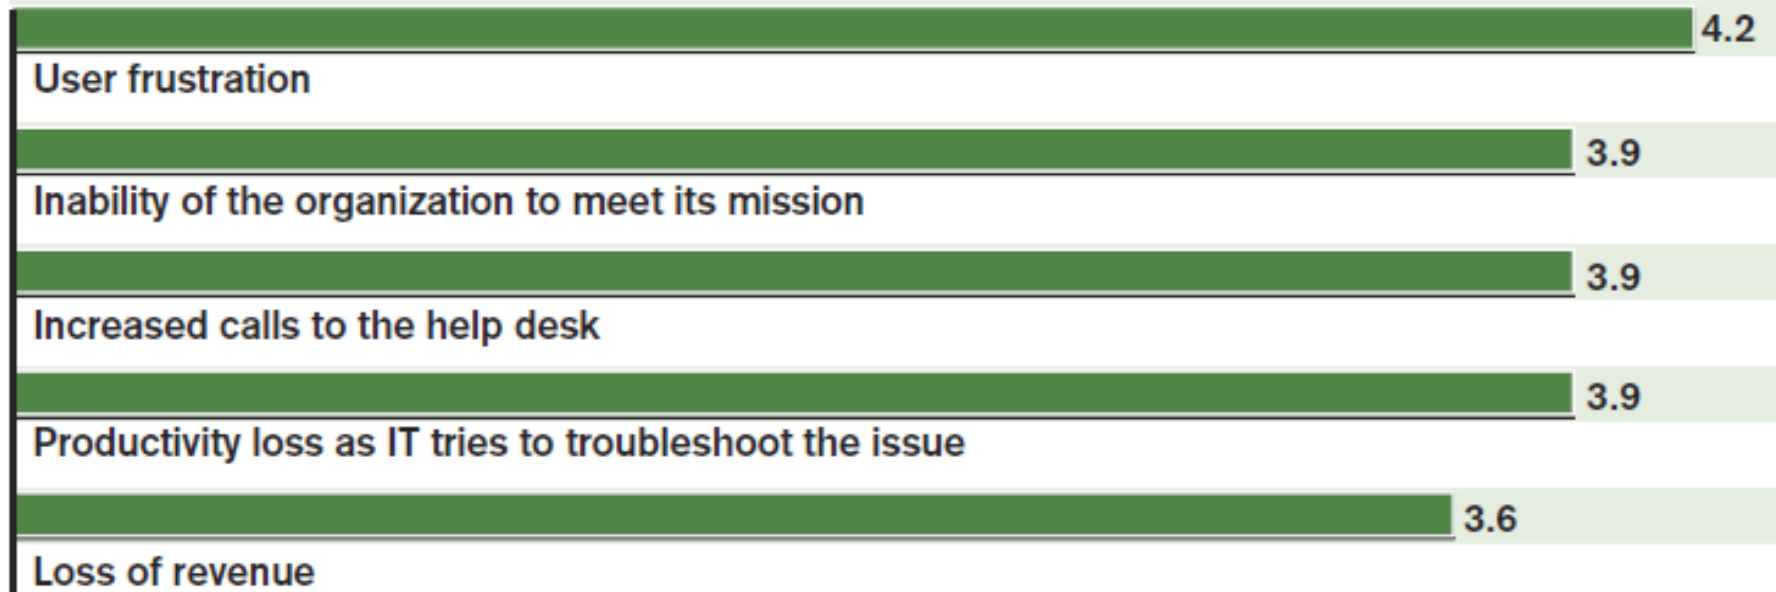 4.2
User frustration
3.9
Inability of the organization to meet its mission
3.9
Increased calls to the help desk
3.9
Productivity loss as IT tries to troubleshoot the issue
3.6
Loss of revenue